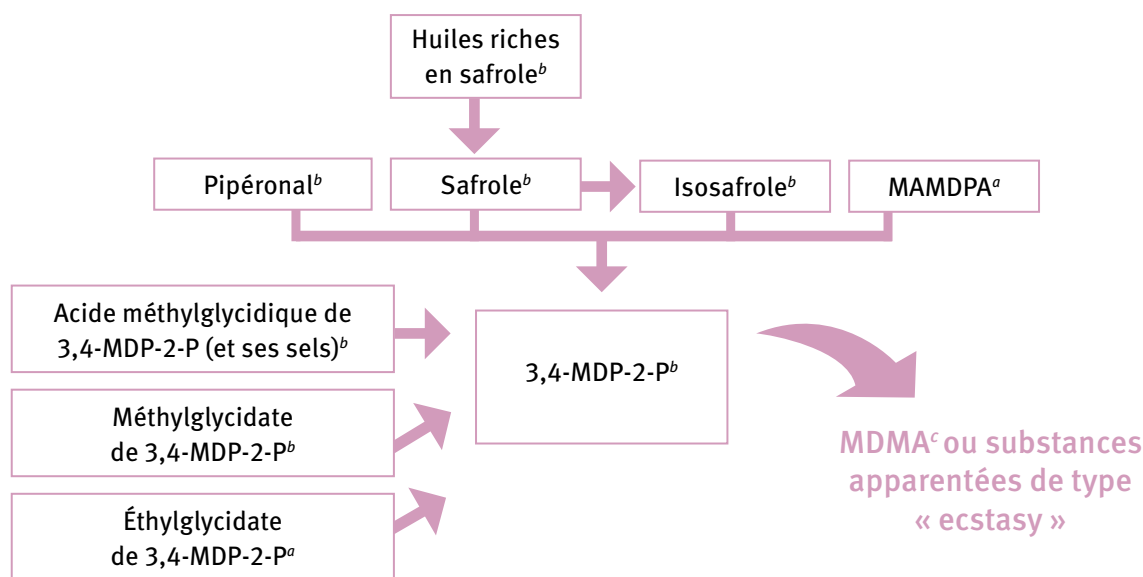 Huiles riches
en safrole^b
Pipéronal^b
Safrole^b
Isosafrole^b
MAMDPA^a
Acide méthylglycidique de
3,4-MDP-2-P (et ses sels)^b
3,4-MDP-2-P^b
Méthylglycidate
de 3,4-MDP-2-P^b
Éthylglycidate
de 3,4-MDP-2-P^a
MDMA^c ou substances
apparentées de type
« ecstasy »